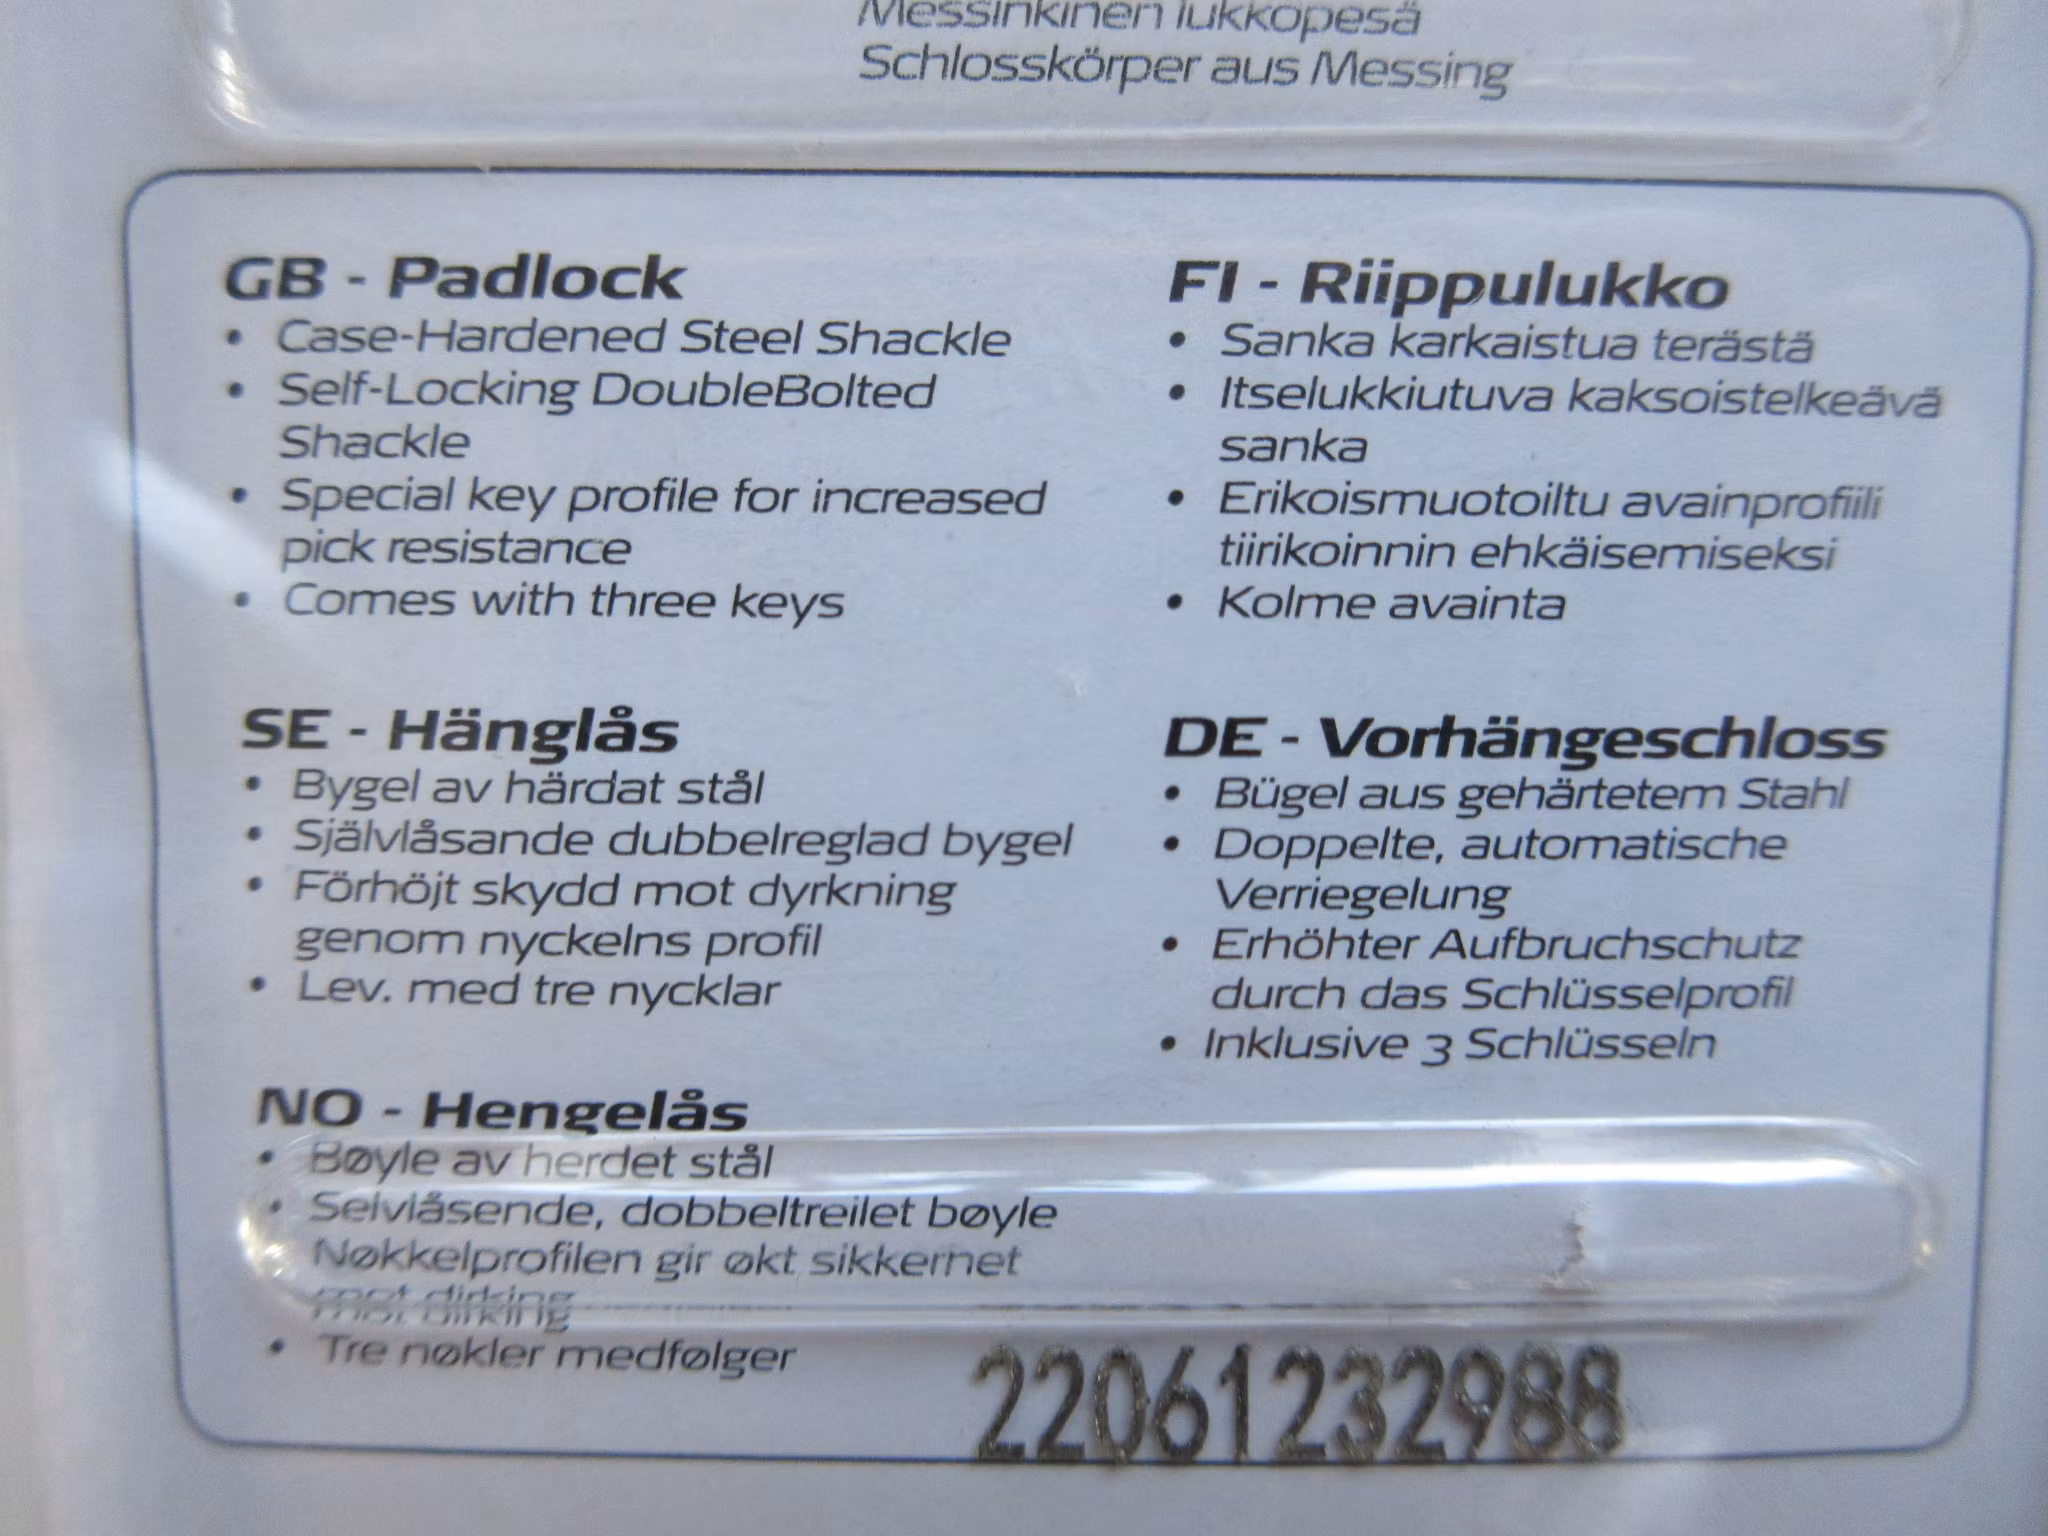 Messinkinen lukkopesä
Schlosskörper aus Messing
GB - Padlock
• Case-Hardened Steel Shackle
• Self-Locking DoubleBolted
Shackle
• Special key profile for increased
pick resistance
• Comes with three keys
FI - Riippulukko
• Sanka karkaistua terästä
• Itselukkiutuva kaksoistelkeävä
sanka
• Erikoismuotoiltu avainprofiili
tiirikoinnin ehkäisemiseksi
• Kolme avainta
SE - Hänglås
• Bygel av härdat stål
• Självlåsande dubbelreglad bygel
• Förhöjt skydd mot dyrkning
genom nyckelns profil
• Lev. med tre nycklar
DE - Vorhängeschloss
• Bügel aus gehärtetem Stahl
• Doppelte, automatische
Verriegelung
• Erhöhter Aufbruchschutz
durch das Schlüsselprofil
• Inklusive 3 Schlüsseln
NO - Hengelås
• Bøyle av herdet stål
• Selvlåsende, dobbeltreilet bøyle
Nøkkelprofilen gir økt sikkerhet
mot dirking
• Tre nøkler medfølger
22061232988